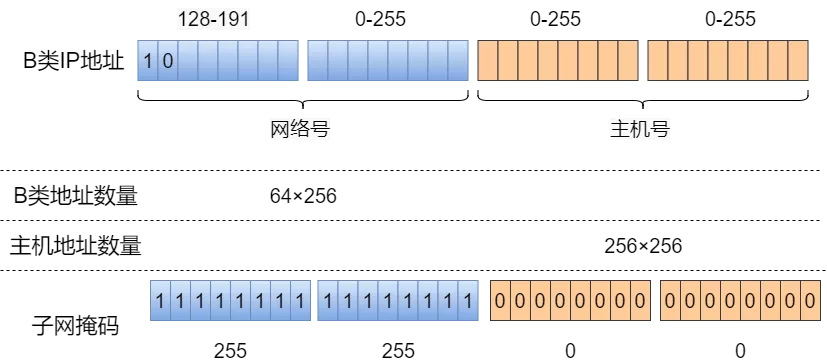 128-191 0-255 0-255 0-255
B类IP地址 1 0
网络号 主机号
B类地址数量 64×256
主机地址数量 256×256
子网掩码 1 1 1 1 1 1 1 1 1 1 1 1 1 1 1 1 0 0 0 0 0 0 0 0 0 0 0 0 0 0 0 0
255 255 0 0